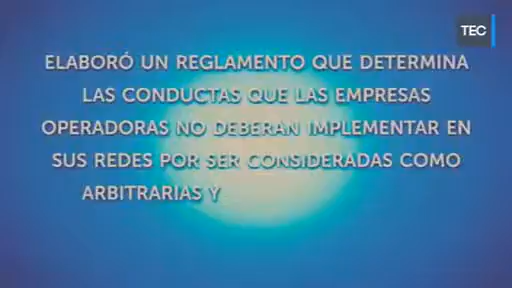 TEC
ELABORÓ UN REGLAMENTO QUE DETERMINA
LAS CONDUCTAS QUE LAS EMPRESAS
OPERADORAS NO DEBERÁN IMPLEMENTAR EN
SUS REDES POR SER CONSIDERADAS COMO
ARBITRARIAS Y